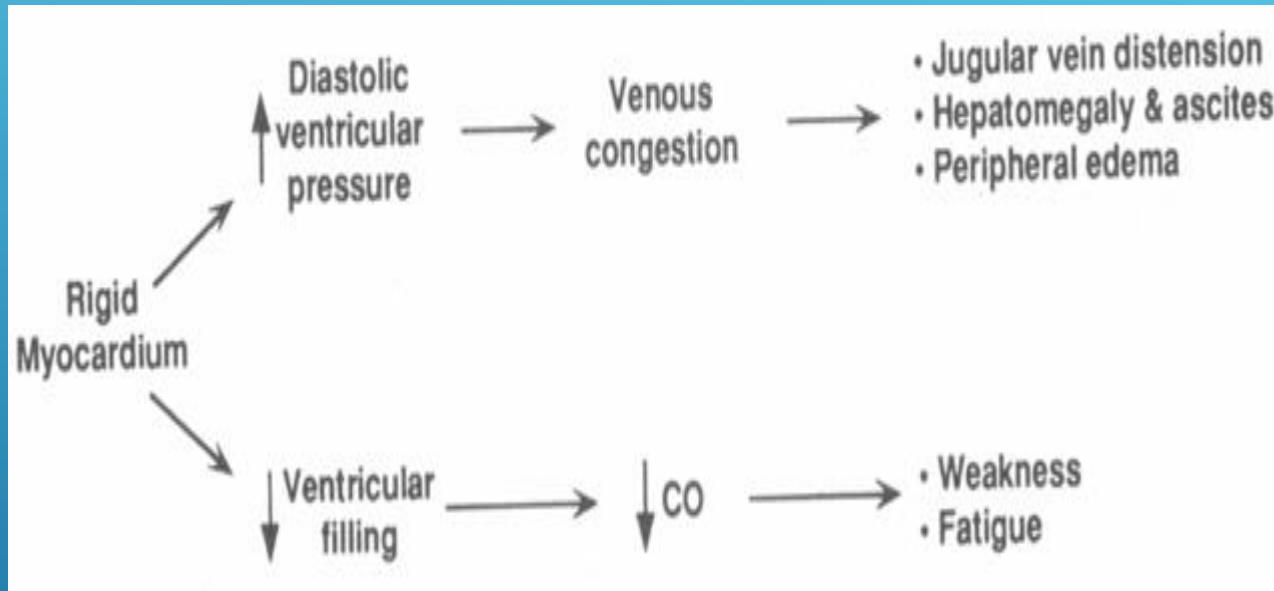 Diastolic
ventricular
pressure
Venous
congestion
• Jugular vein distension
• Hepatomegaly & ascites
• Peripheral edema
Rigid
Myocardium
Ventricular
filling
CO
• Weakness
• Fatigue